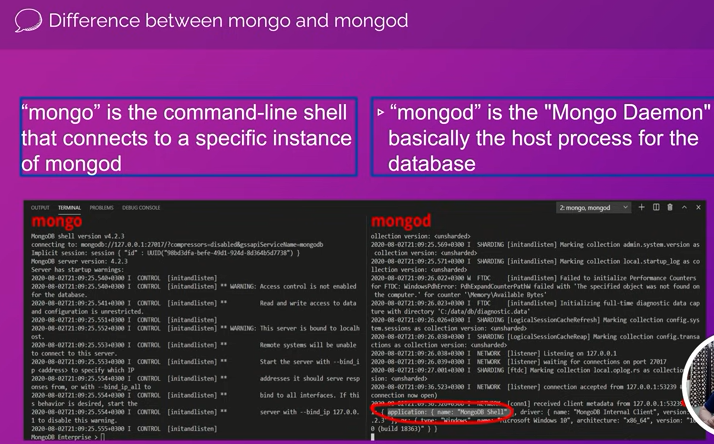 Difference between mongo and mongod
“mongo” is the command-line shell
that connects to a specific instance
of mongod
“mongod” is the "Mongo Daemon"
basically the host process for the
database
OUTPUT TERMINAL PROBLEMS DEBUG CONSOLE
2: mongo, mongod
mongo
MongoDB shell version v4.2.3
connecting to: mongodb://127.0.0.1:27017/?compressors=disabled&gssapiServiceName=mongodb
Implicit session: session { "id" : UUID("98bd3dfa-befe-49d1-924d-8d364b5d7738") }
MongoDB server version: 4.2.3
Server has startup warnings:
2020-08-02T21:09:25.540+0300 I CONTROL [initandlisten]
2020-08-02T21:09:25.540+0300 I CONTROL [initandlisten] ** WARNING: Access control is not enabled
for the database.
2020-08-02T21:09:25.541+0300 I CONTROL [initandlisten] ** Read and write access to data
and configuration is unrestricted.
2020-08-02T21:09:25.551+0300 I CONTROL [initandlisten]
2020-08-02T21:09:25.552+0300 I CONTROL [initandlisten] ** WARNING: This server is bound to localh
ost.
2020-08-02T21:09:25.552+0300 I CONTROL [initandlisten] ** Remote systems will be unable
to connect to this server.
2020-08-02T21:09:25.553+0300 I CONTROL [initandlisten] ** Start the server with --bind_i
p <address> to specify which IP
2020-08-02T21:09:25.553+0300 I CONTROL [initandlisten] ** addresses it should serve resp
onses from, or with --bind_ip_all to
2020-08-02T21:09:25.554+0300 I CONTROL [initandlisten] ** bind to all interfaces. If thi
s behavior is desired, start the
2020-08-02T21:09:25.554+0300 I CONTROL [initandlisten] ** server with --bind_ip 127.0.0.
1 to disable this warning.
2020-08-02T21:09:25.554+0300 I CONTROL [initandlisten]
MongoDB Enterprise >
mongod
ollection version: <unsharded>
2020-08-02T21:09:25.569+0300 I SHARDING [initandlisten] Marking collection admin.system.version as
collection version: <unsharded>
2020-08-02T21:09:25.571+0300 I SHARDING [initandlisten] Marking collection local.startup_log as co
llection version: <unsharded>
2020-08-02T21:09:26.022+0300 W FTDC [initandlisten] Failed to initialize Performance Counters
for FTDC: WindowsPdhError: PdhExpandCounterPathW failed with 'The specified object was not found on
the computer.' for counter '\Memory\Available Bytes'
2020-08-02T21:09:26.023+0300 I FTDC [initandlisten] Initializing full-time diagnostic data cap
ture with directory 'C:/data/db/diagnostic.data'
2020-08-02T21:09:26.026+0300 I SHARDING [LogicalSessionCacheRefresh] Marking collection config.sys
tem.sessions as collection version: <unsharded>
2020-08-02T21:09:26.038+0300 I SHARDING [LogicalSessionCacheReap] Marking collection config.transa
ctions as collection version: <unsharded>
2020-08-02T21:09:26.038+0300 I NETWORK [listener] Listening on 127.0.0.1
2020-08-02T21:09:26.039+0300 I NETWORK [listener] waiting for connections on port 27017
2020-08-02T21:09:27.001+0300 I SHARDING [ftdc] Marking collection local.oplog.rs as collection
sion: <unsharded>
[listener] connection accepted from 127.0.0.1:53239
connection now open)
[conn1] received client metadata from 127.0.0.1:53239
application: { name: "MongoDB Shell" }, driver: { name: "MongoDB Internal Client", version
"Windows", name: "Microsoft Windows 10", architecture: "x86_64", version: "10
0 (build 18363)" } }